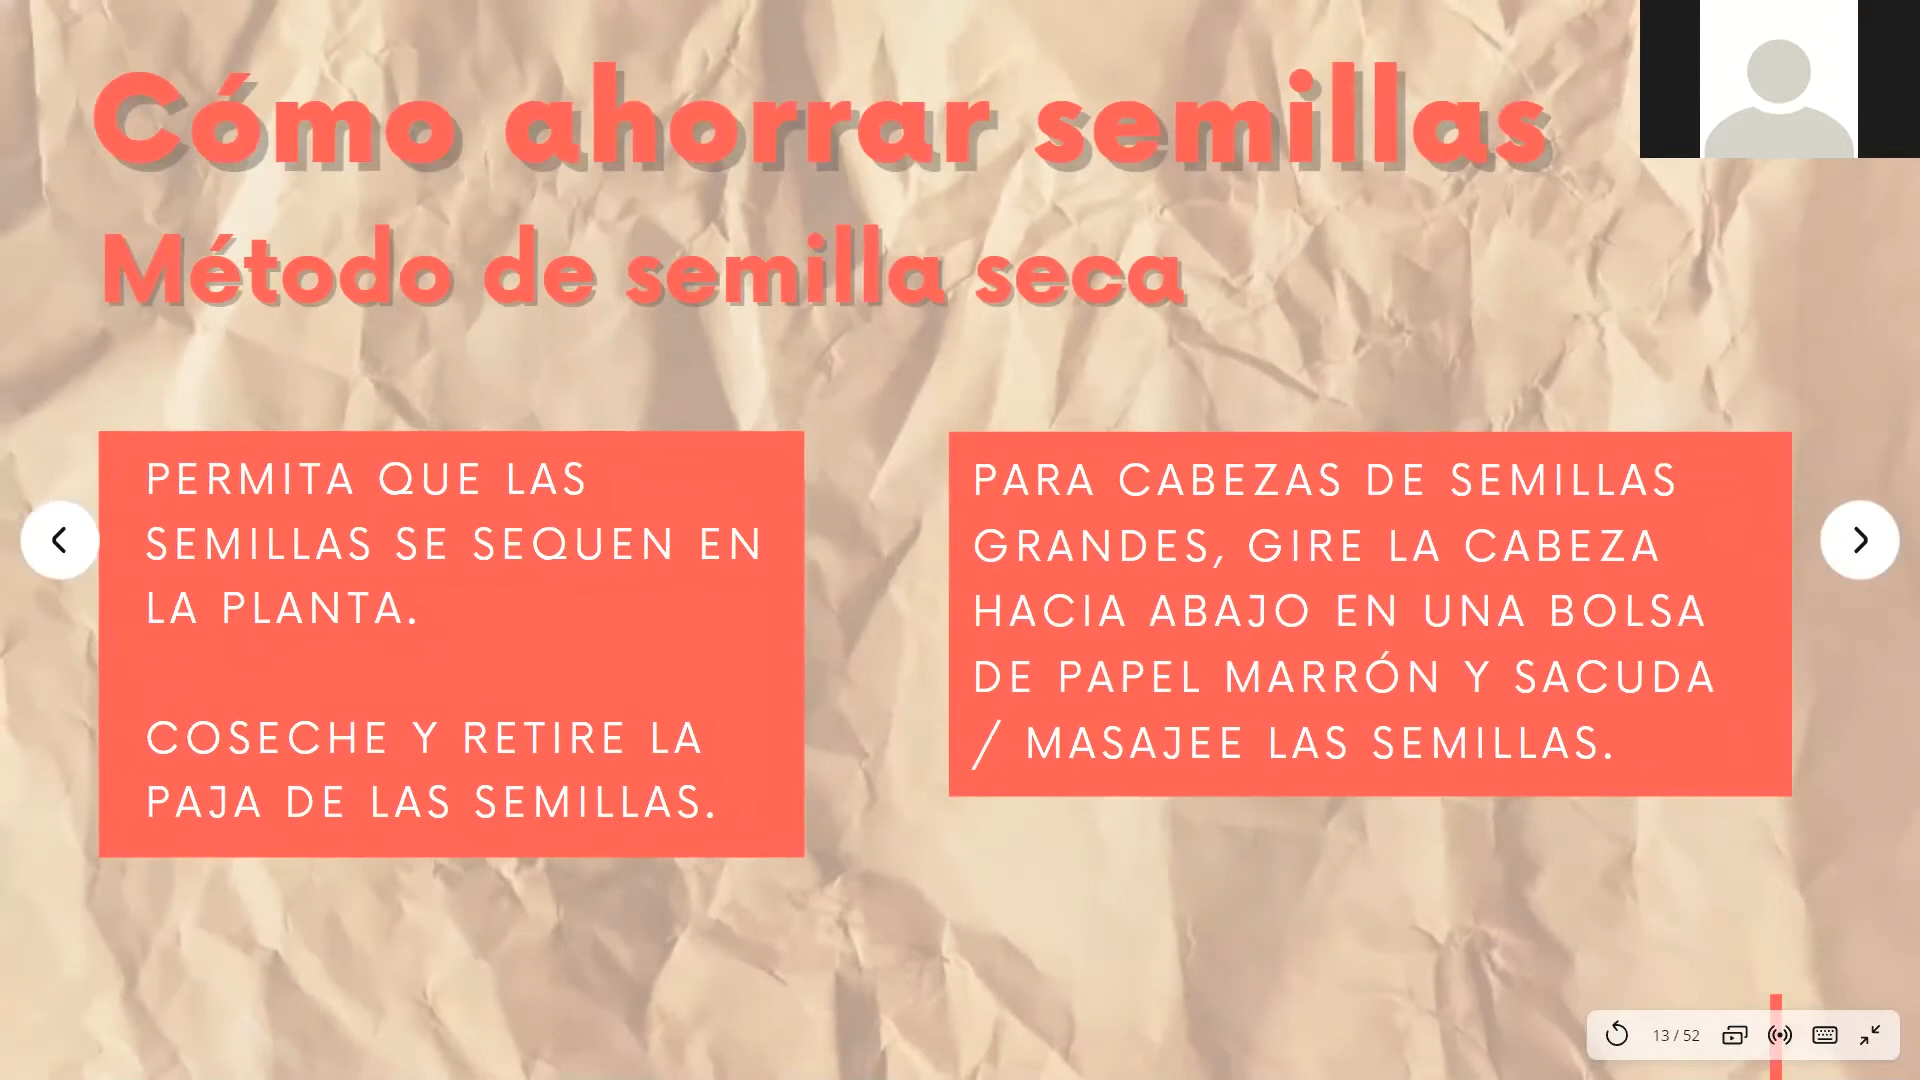 Cómo ahorrar semillas
Método de semilla seca
PERMITA QUE LAS
SEMILLAS SE SEQUEN EN
LA PLANTA.
COSECHE Y RETIRE LA
PAJA DE LAS SEMILLAS.
PARA CABEZAS DE SEMILLAS
GRANDES, GIRE LA CABEZA
HACIA ABAJO EN UNA BOLSA
DE PAPEL MARRÓN Y SACUDA
/ MASAJEE LAS SEMILLAS.
13 / 52